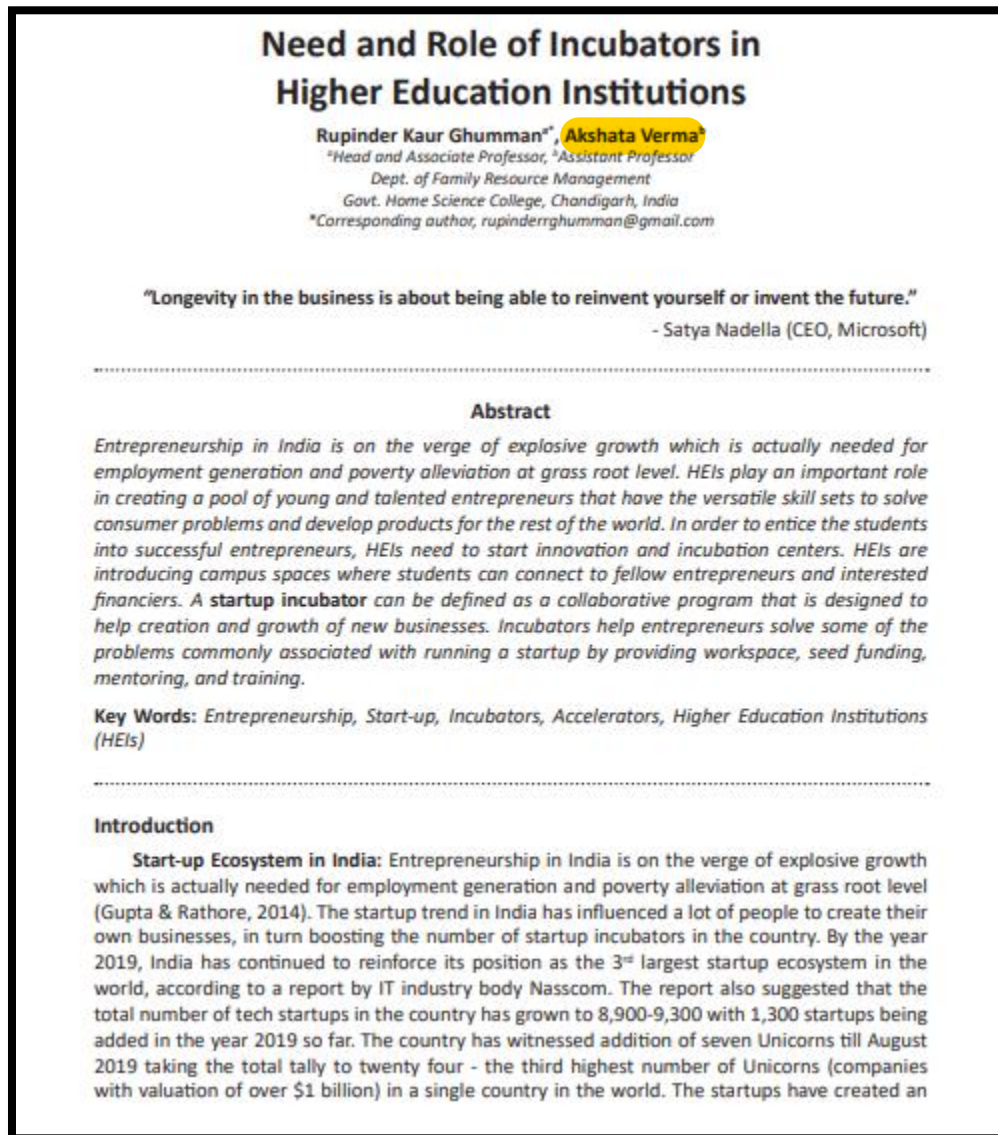 Need and Role of Incubators in
Higher Education Institutions
Rupinder Kaur Ghummanᵃ*, Akshata Vermaᵇ
ᵃHead and Associate Professor, ᵇAssistant Professor
Dept. of Family Resource Management
Govt. Home Science College, Chandigarh, India
*Corresponding author, rupinderrghumman@gmail.com
“Longevity in the business is about being able to reinvent yourself or invent the future.”
- Satya Nadella (CEO, Microsoft)
Abstract
Entrepreneurship in India is on the verge of explosive growth which is actually needed for
employment generation and poverty alleviation at grass root level. HEIs play an important role
in creating a pool of young and talented entrepreneurs that have the versatile skill sets to solve
consumer problems and develop products for the rest of the world. In order to entice the students
into successful entrepreneurs, HEIs need to start innovation and incubation centers. HEIs are
introducing campus spaces where students can connect to fellow entrepreneurs and interested
financiers. A startup incubator can be defined as a collaborative program that is designed to
help creation and growth of new businesses. Incubators help entrepreneurs solve some of the
problems commonly associated with running a startup by providing workspace, seed funding,
mentoring, and training.
Key Words: Entrepreneurship, Start-up, Incubators, Accelerators, Higher Education Institutions
(HEIs)
Introduction
Start-up Ecosystem in India: Entrepreneurship in India is on the verge of explosive growth
which is actually needed for employment generation and poverty alleviation at grass root level
(Gupta & Rathore, 2014). The startup trend in India has influenced a lot of people to create their
own businesses, in turn boosting the number of startup incubators in the country. By the year
2019, India has continued to reinforce its position as the 3ʳᵈ largest startup ecosystem in the
world, according to a report by IT industry body Nasscom. The report also suggested that the
total number of tech startups in the country has grown to 8,900-9,300 with 1,300 startups being
added in the year 2019 so far. The country has witnessed addition of seven Unicorns till August
2019 taking the total tally to twenty four - the third highest number of Unicorns (companies
with valuation of over $1 billion) in a single country in the world. The startups have created an